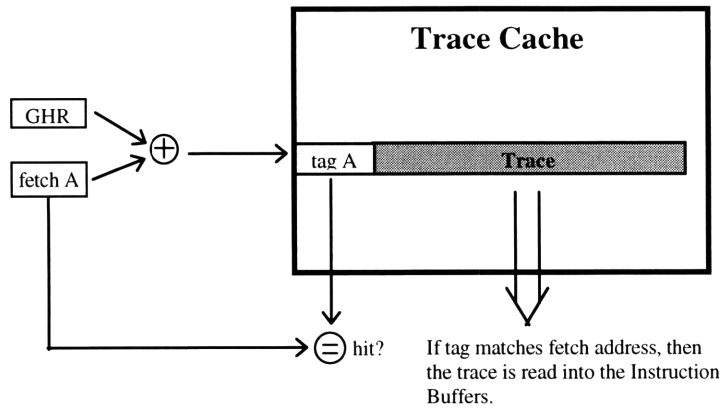 Trace Cache
GHR
fetch A
tag A
Trace
hit?
If tag matches fetch address, then
the trace is read into the Instruction
Buffers.